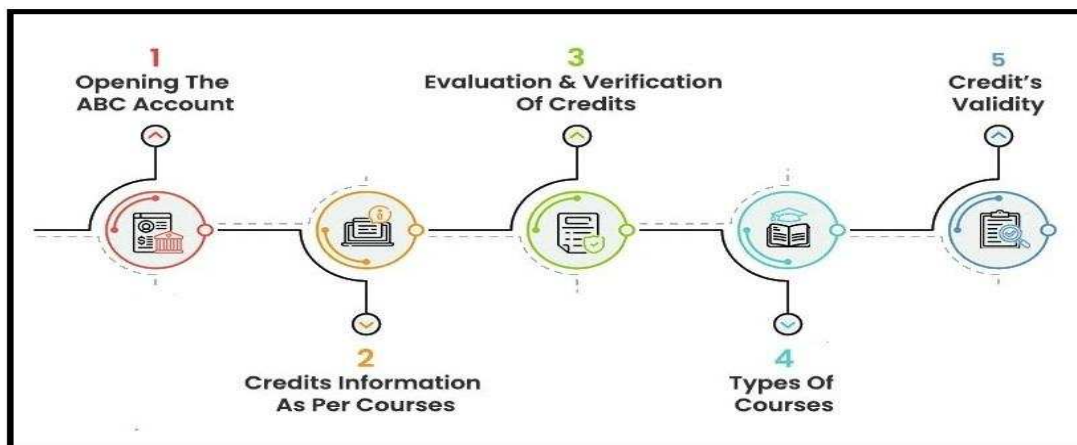 1
Opening The
ABC Account
2
Credits Information
As Per Courses
3
Evaluation & Verification
Of Credits
4
Types Of
Courses
5
Credit's
Validity